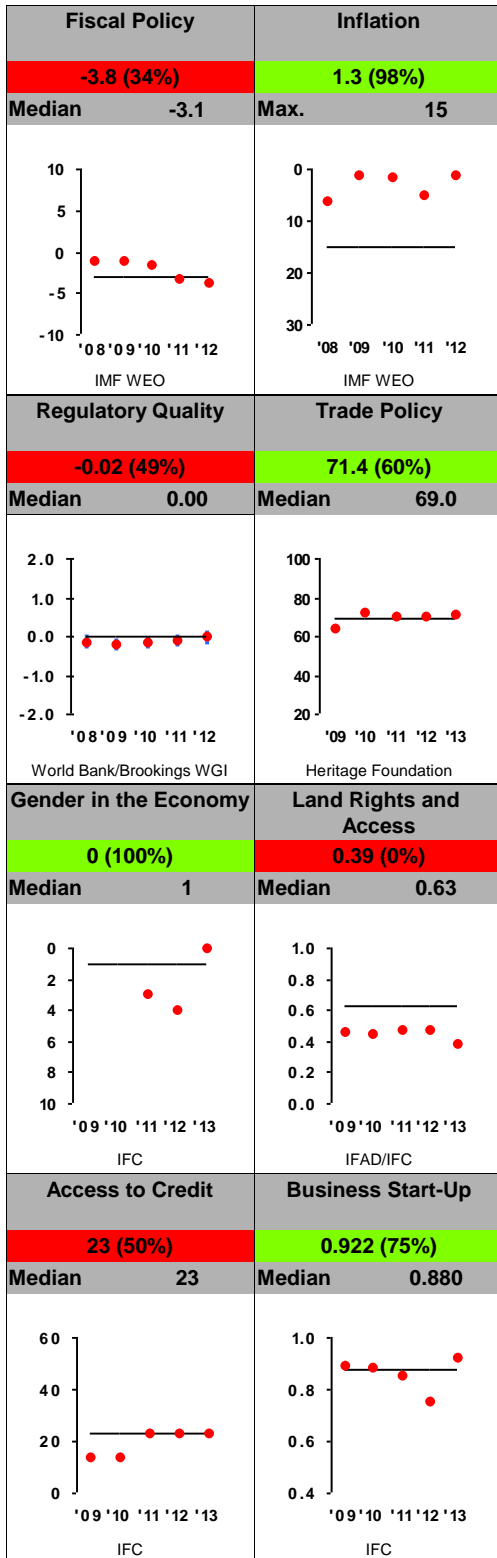 Fiscal Policy
-3.8 (34%)
Median -3.1
10
5
0
-5
-10
'08 '09 '10 '11 '12
IMF WEO
Inflation
1.3 (98%)
Max. 15
0
10
20
30
'08 '09 '10 '11 '12
IMF WEO
Regulatory Quality
-0.02 (49%)
Median 0.00
2.0
1.0
0.0
-1.0
-2.0
'08 '09 '10 '11 '12
World Bank/Brookings WGI
Trade Policy
71.4 (60%)
Median 69.0
100
80
60
40
20
'09 '10 '11 '12 '13
Heritage Foundation
Gender in the Economy
0 (100%)
Median 1
0
2
4
6
8
10
'09 '10 '11 '12 '13
IFC
Land Rights and
Access
0.39 (0%)
Median 0.63
1.0
0.8
0.6
0.4
0.2
0.0
'09 '10 '11 '12 '13
IFAD/IFC
Access to Credit
23 (50%)
Median 23
60
40
20
0
'09 '10 '11 '12 '13
IFC
Business Start-Up
0.922 (75%)
Median 0.880
1.0
0.8
0.6
0.4
'09 '10 '11 '12 '13
IFC